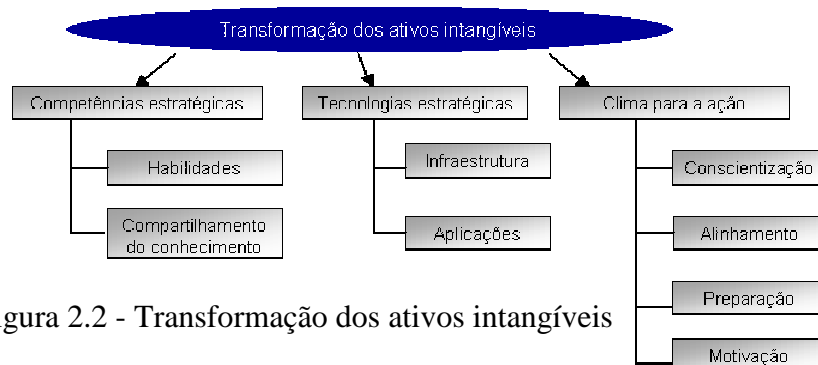 Transformação dos ativos intangíveis
Competências estratégicas
Tecnologias estratégicas
Clima para a ação
Habilidades
Infraestrutura
Conscientização
Compartilhamento
do conhecimento
Aplicações
Alinhamento
Preparação
gura 2.2 - Transformação dos ativos intangíveis
Motivação